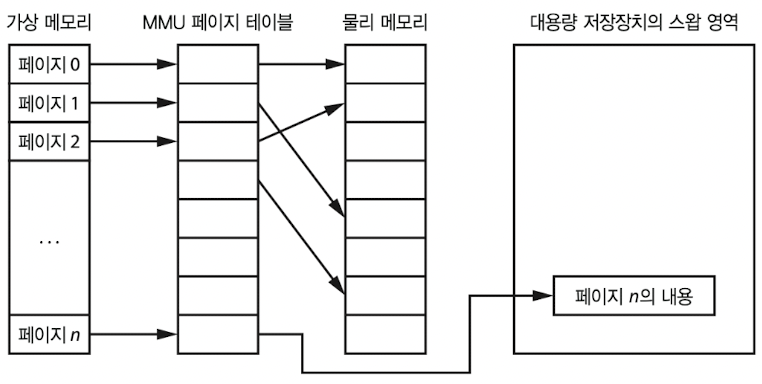 가상 메모리
MMU 페이지 테이블
물리 메모리
대용량 저장장치의 스왑 영역
페이지 0
페이지 1
페이지 2
...
페이지 n
페이지 n의 내용